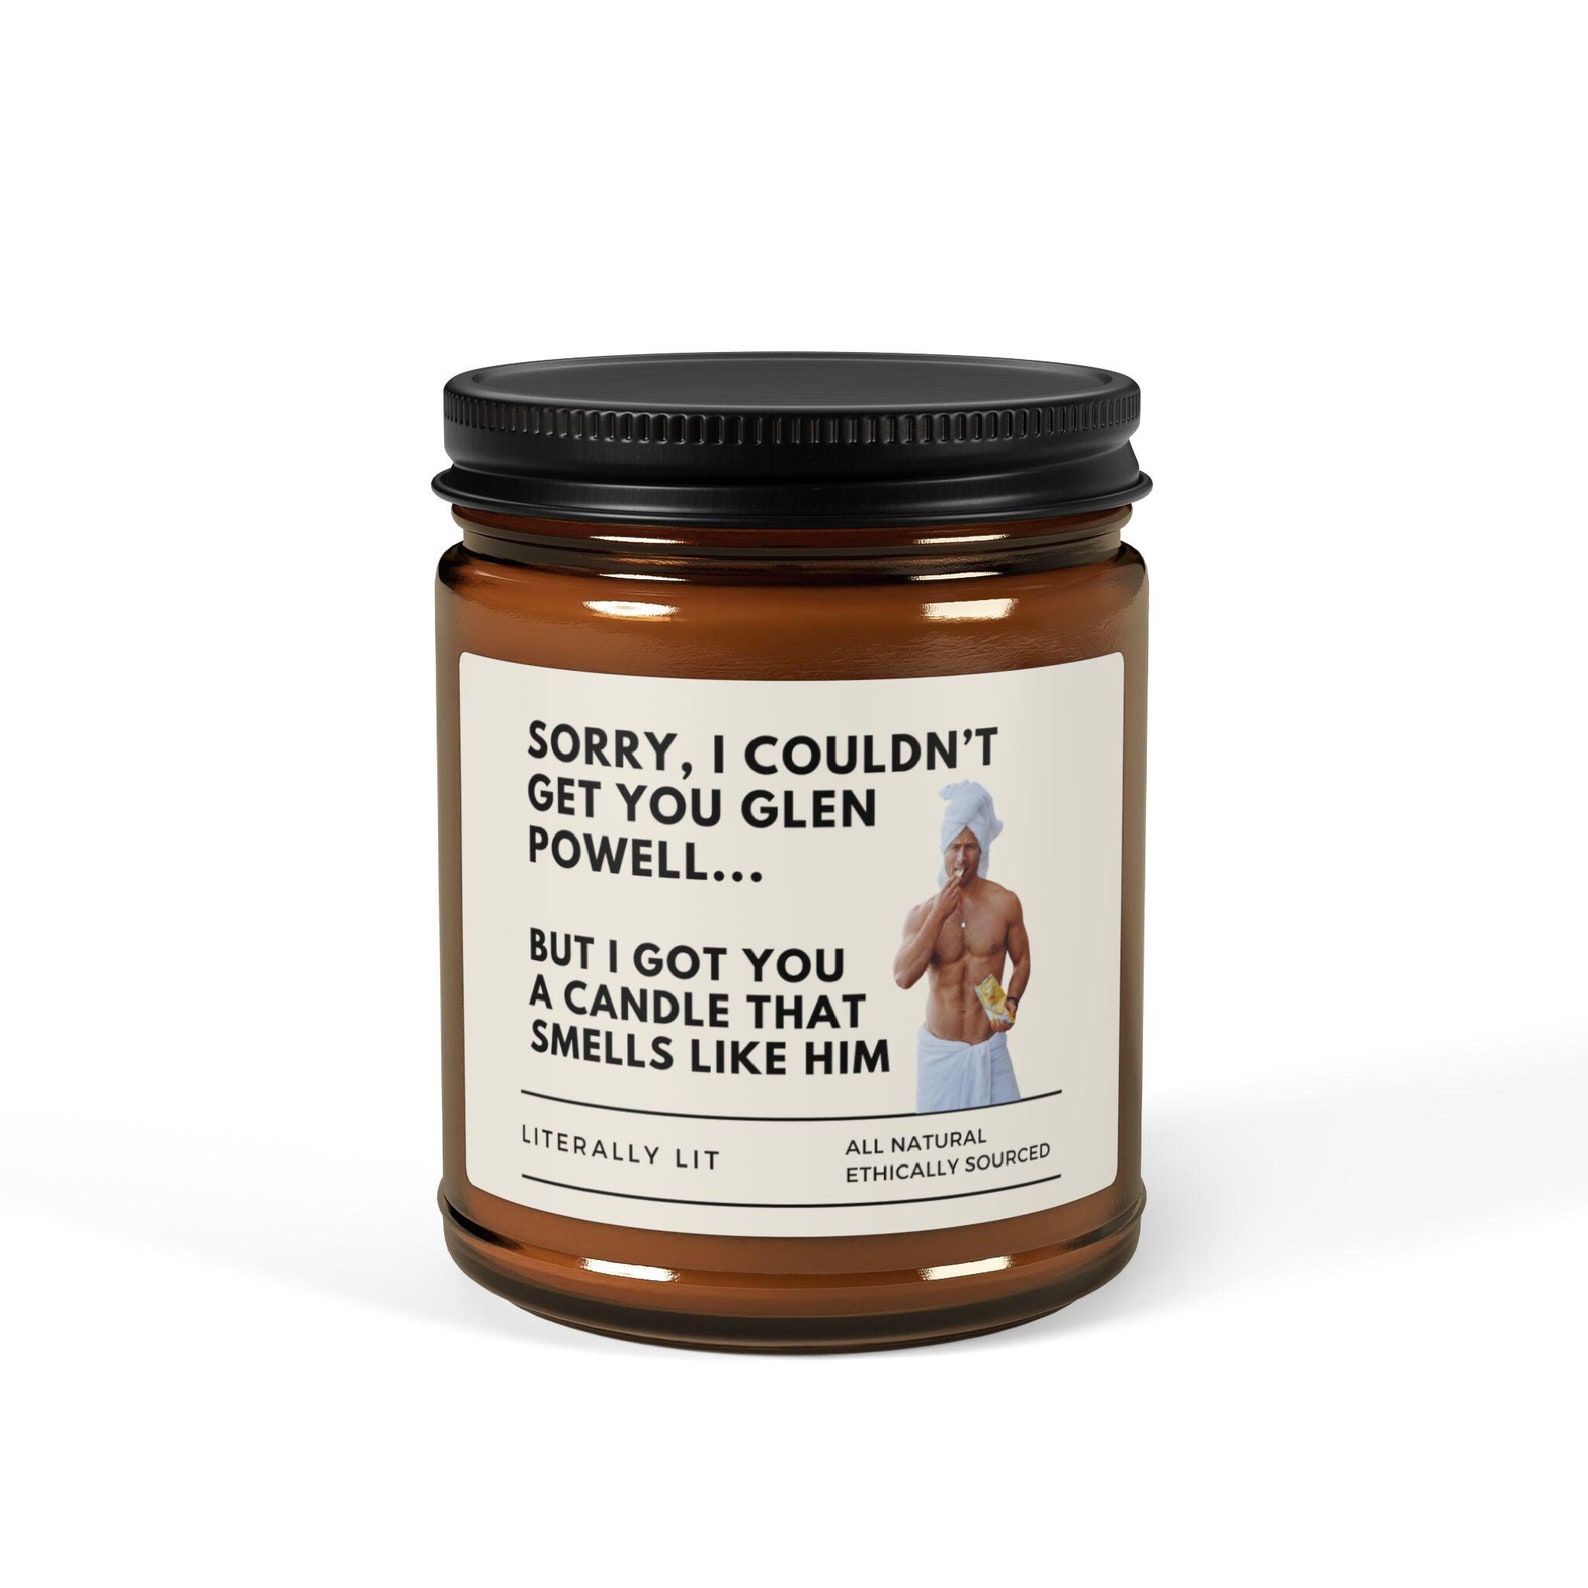 SORRY, I COULDN'T
GET YOU GLEN
POWELL...
BUT I GOT YOU
A CANDLE THAT
SMELLS LIKE HIM
LITERALLY LIT
ALL NATURAL
ETHICALLY SOURCED